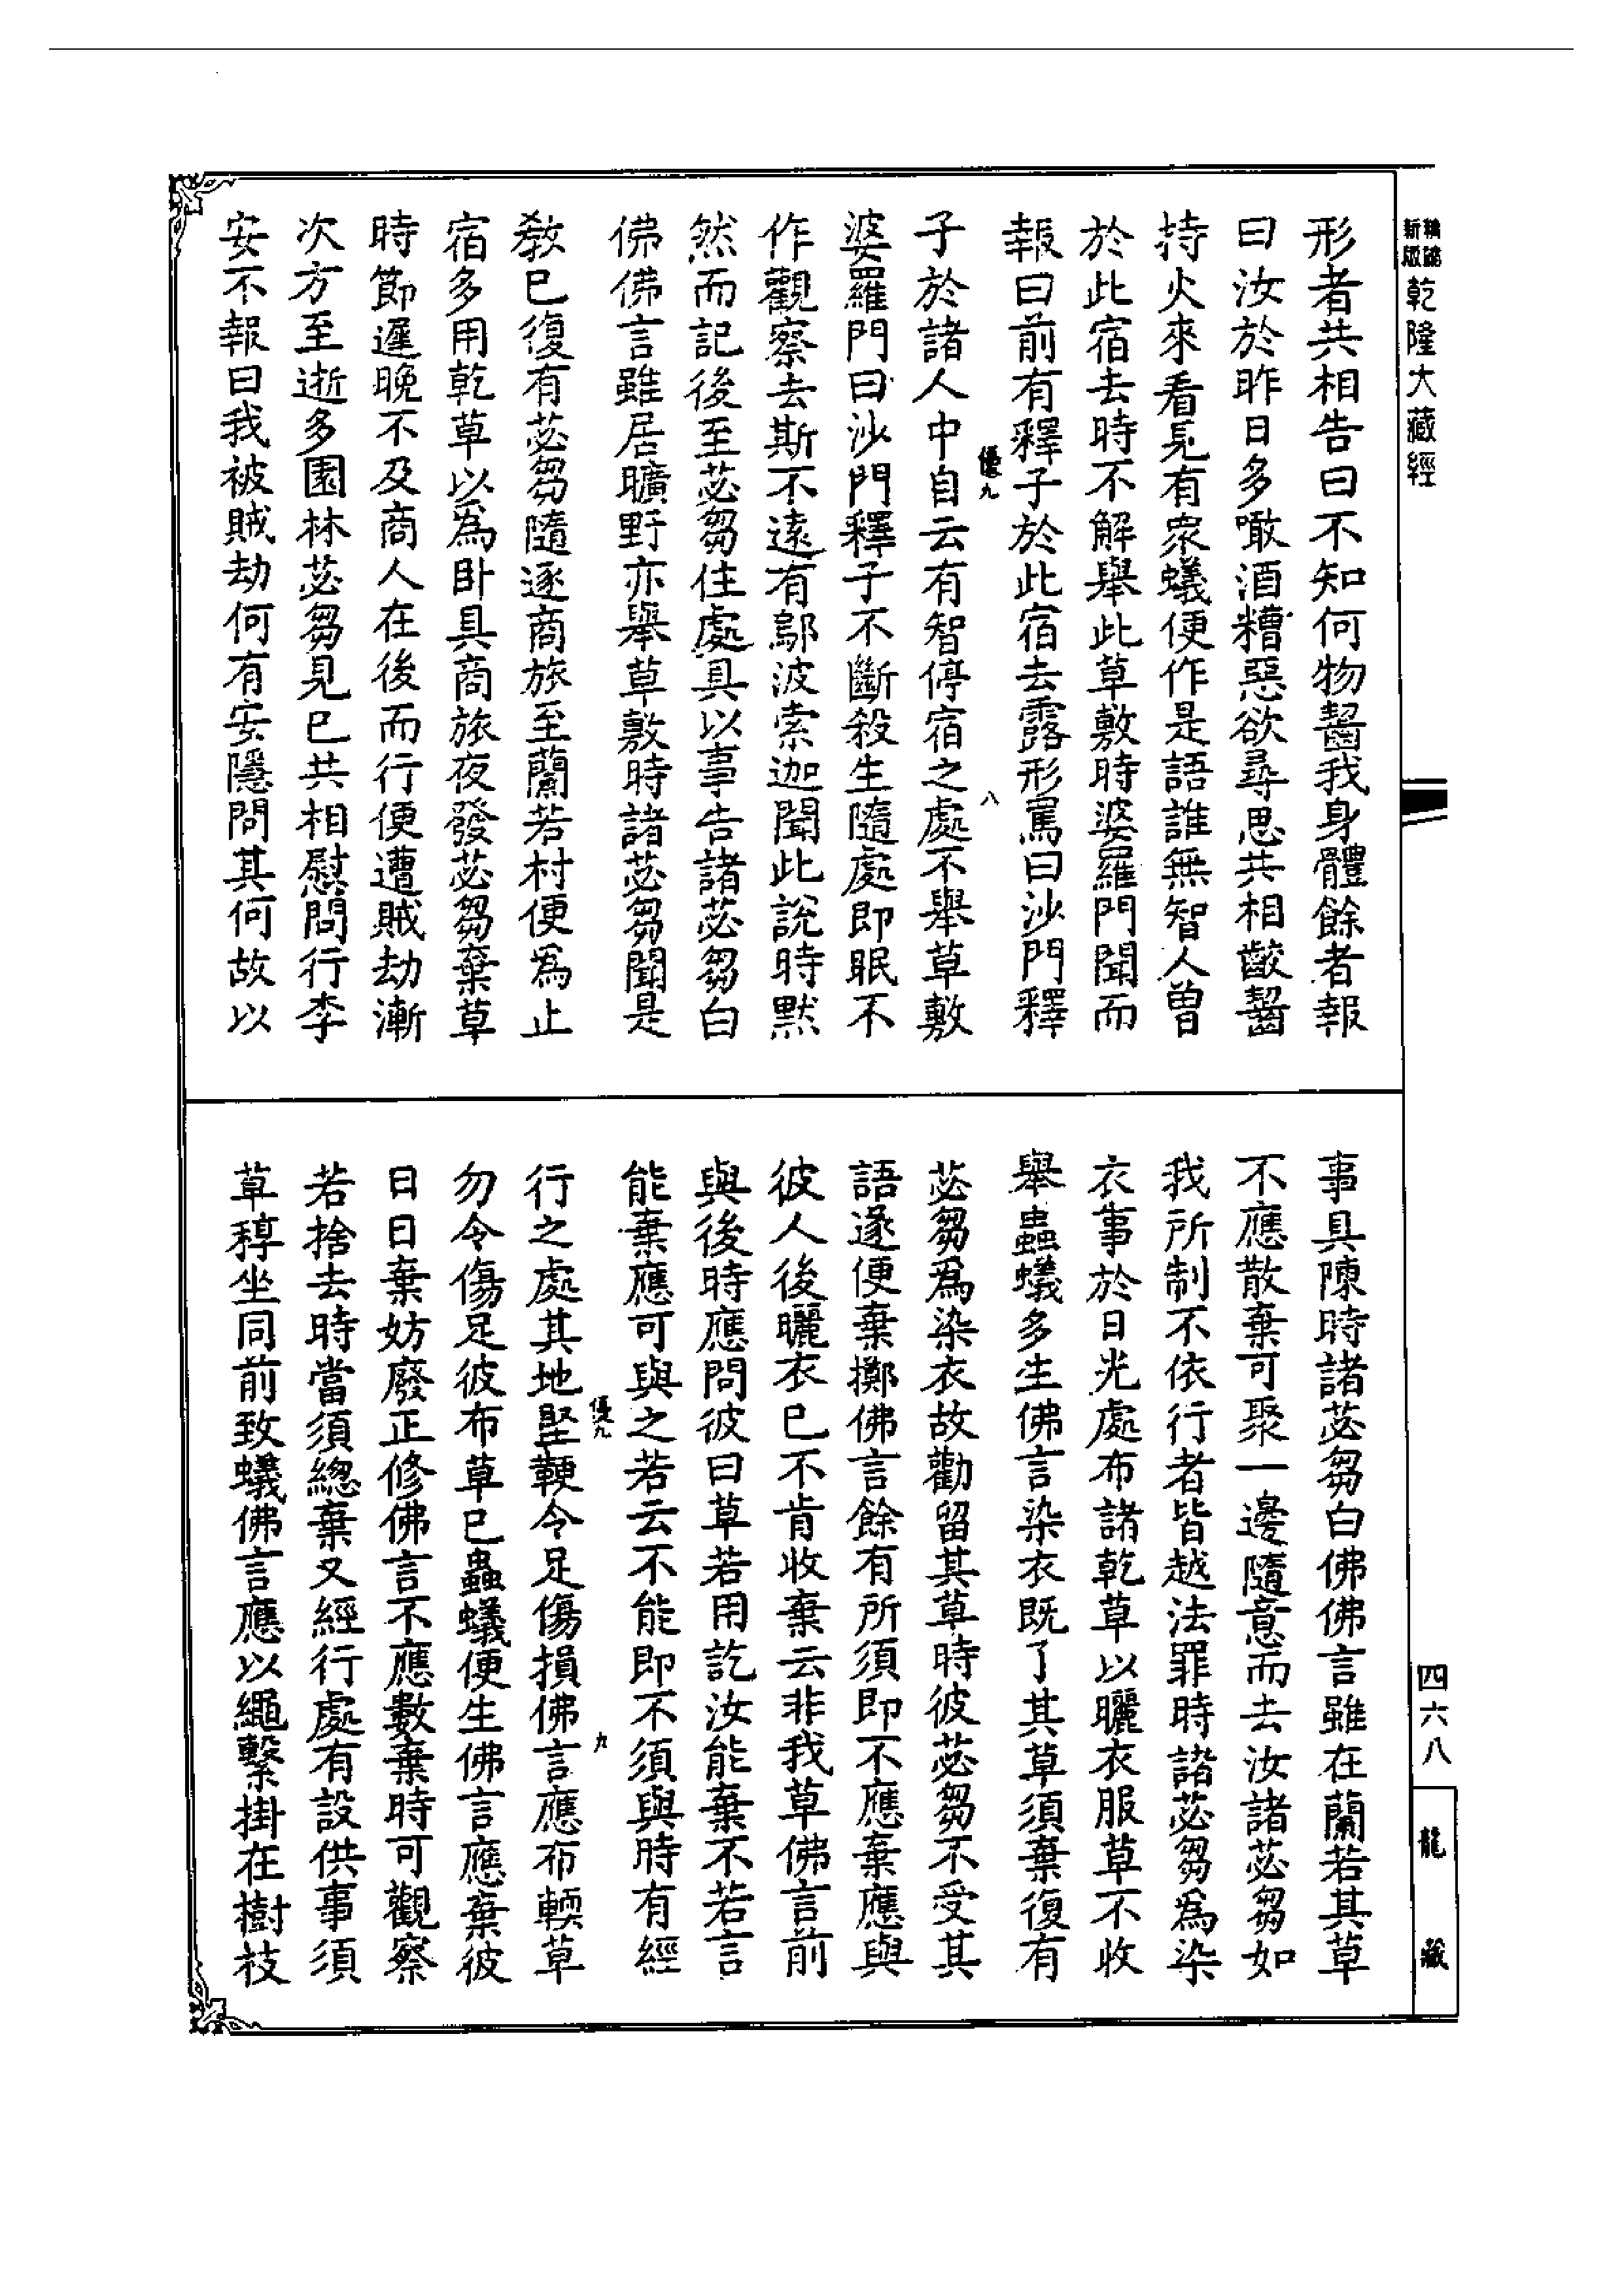 新版
乾隆大藏經
形者共相告曰不知何物齧我身體餘者報
曰汝於昨日多噉酒糟惡欲尋思共相齩齧
持火來看見有衆蟻便作是語誰無智人曾
於此宿去時不解舉此草敷時婆羅門聞而
報曰前有釋子於此宿去露形罵曰沙門釋
優九
八
子於諸人中自云有智停宿之處不舉草敷
婆羅門曰沙門釋子不斷殺生隨處即眠不
作觀察去斯不遠有鄔波索迦聞此說時默
然而記後至苾芻住處具以事告諸苾芻白
佛佛言雖居曠野亦舉草敷時諸苾芻聞是
教已復有苾芻隨逐商旅至蘭若村便爲止
宿多用乾草以為卧具商旅夜發苾芻棄草
時節遲晚不及商人在後而行便遭賊劫漸
次方至逝多園林苾芻見已共相慰問行李
安不報曰我被賊劫何有安隱問其何故以
事具陳時諸苾芻白佛佛言雖在蘭若其草
不應散棄可聚一邊隨意而去汝諸苾芻如
我所制不依行者皆越法罪時諸苾芻爲染
衣事於日光處布諸乾草以曬衣服草不收
舉蟲蟻多生佛言染衣既了其草須棄復有
苾芻爲染衣故勸留其草時彼苾芻不受其
語遂便棄擲佛言餘有所須即不應棄應與
彼人後曬衣已不肯收棄云非我草佛言前
與後時應問彼曰草若用訖汝能棄不若言
能棄應可與之若云不能即不須與時有經
優九
九
行之處其地堅鞕令足傷損佛言應布輭草
勿令傷足彼布草已蟲蟻便生佛言應棄彼
日日棄妨廢正修佛言不應數棄時可觀察
若捨去時當須總棄又經行處有設供事須
草稕坐同前致蟻佛言應以繩繫掛在樹枝
四六八
龍藏